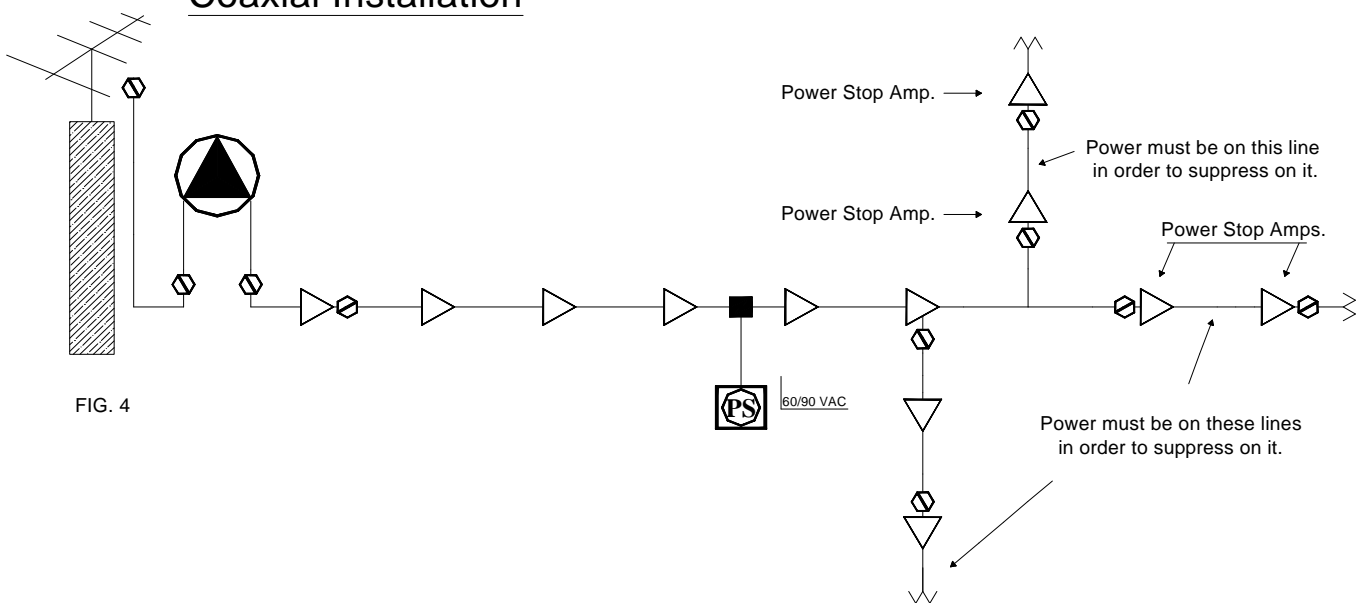 Coaxial Installation
Power Stop Amp.
Power must be on this line
in order to suppress on it.
Power Stop Amp.
Power Stop Amps.
PS
60/90 VAC
FIG. 4
Power must be on these lines
in order to suppress on it.